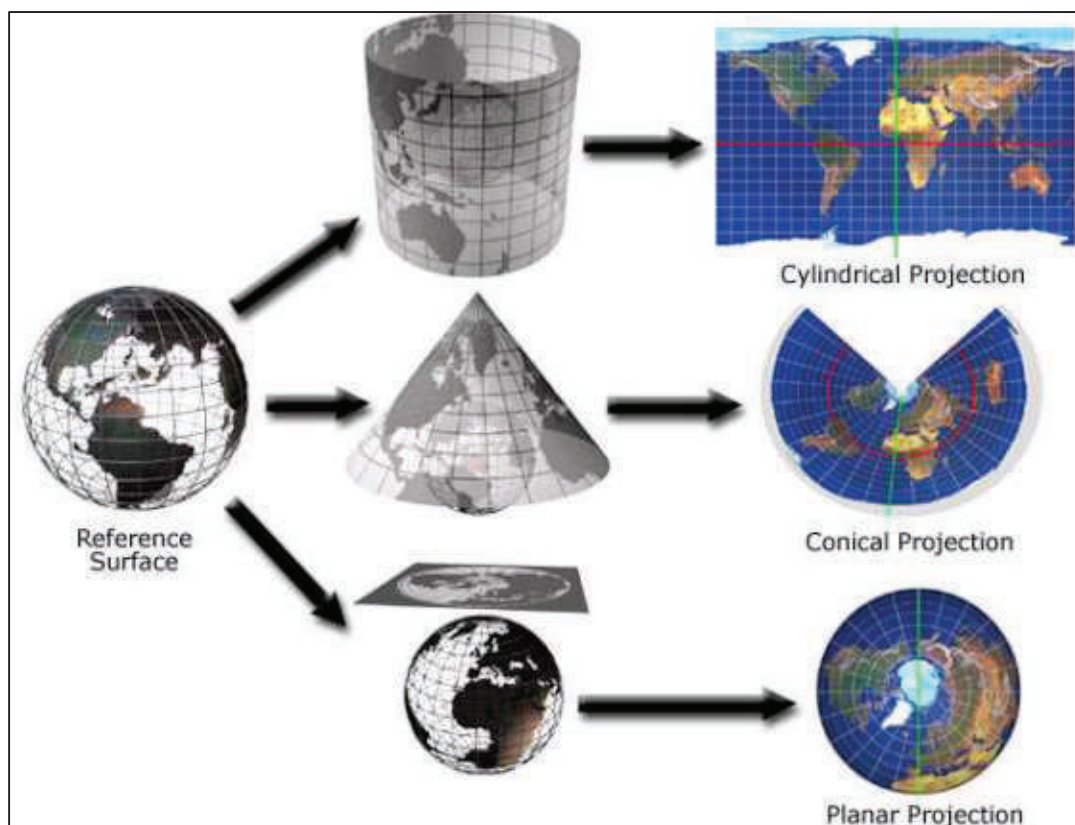 Cylindrical Projection
Reference
Surface
Conical Projection
Planar Projection